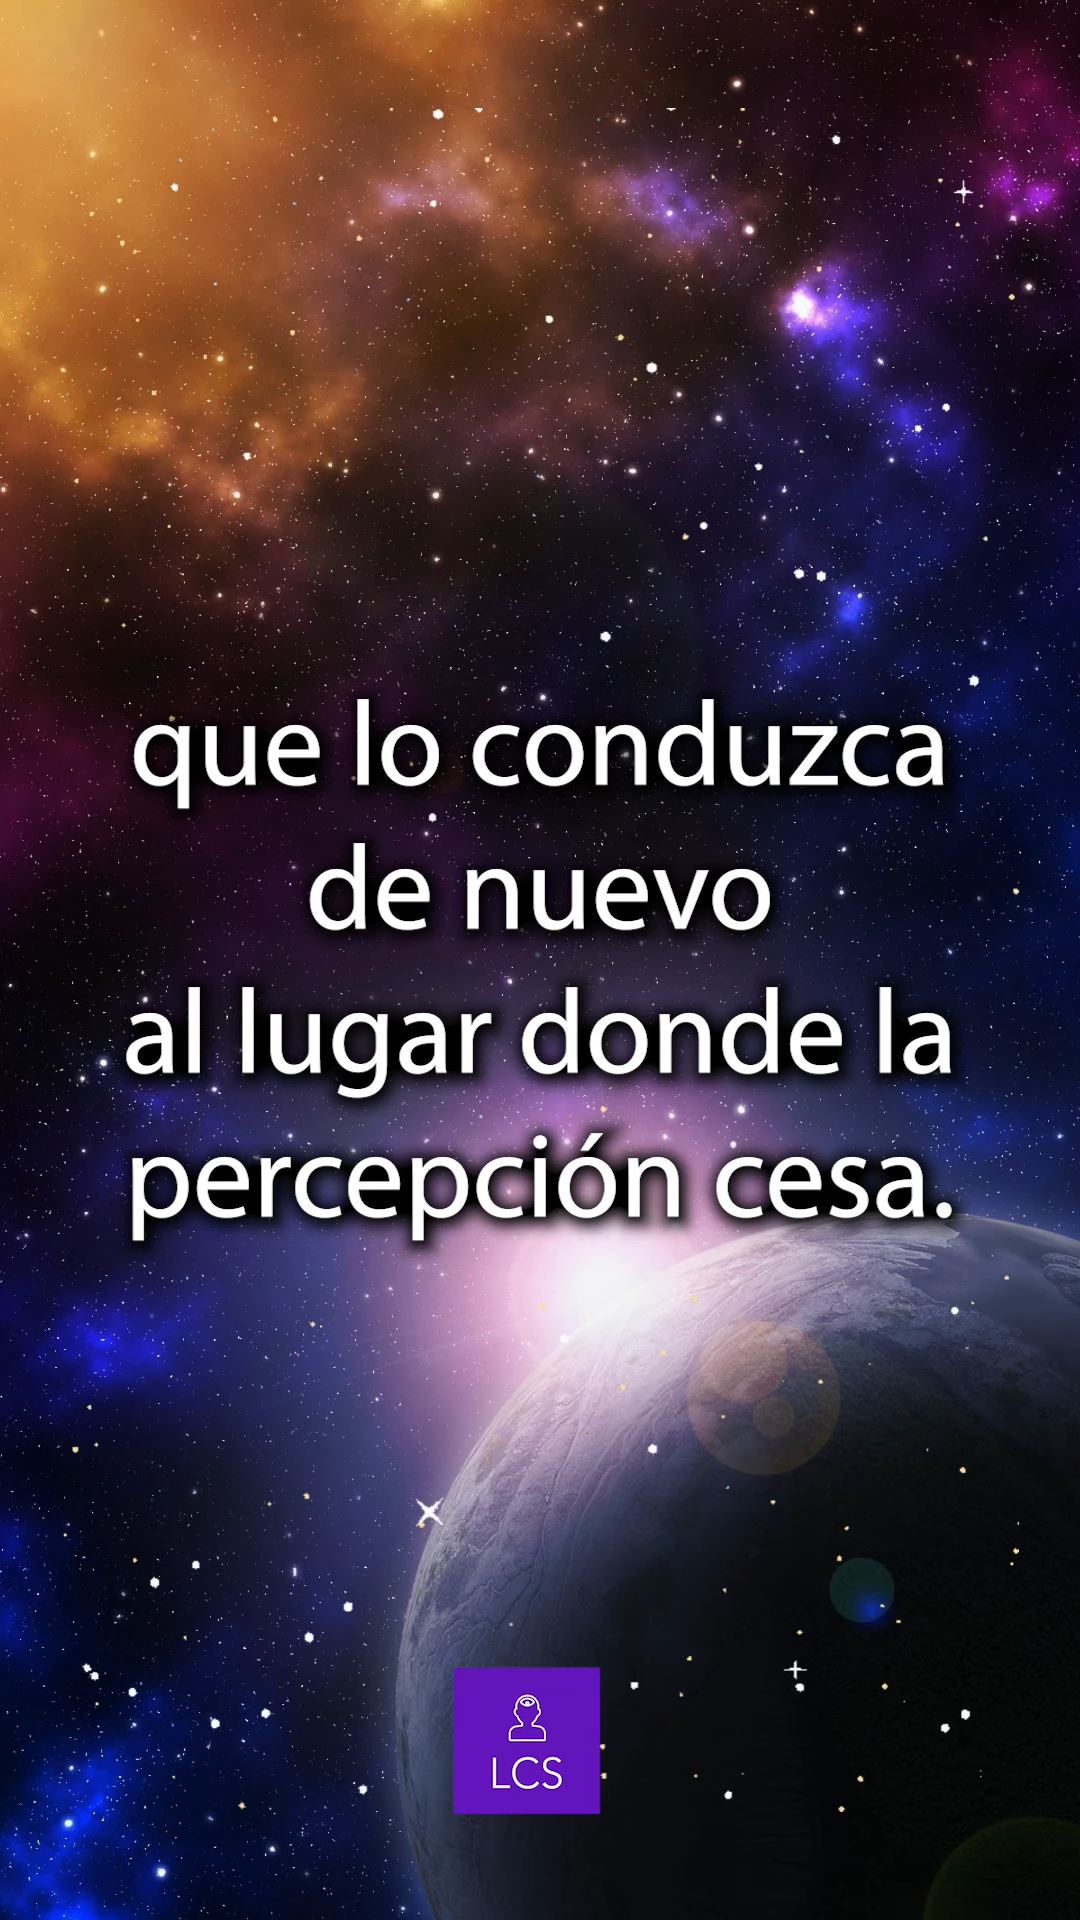 que lo conduzca
de nuevo
al lugar donde la
percepción cesa.
LCS